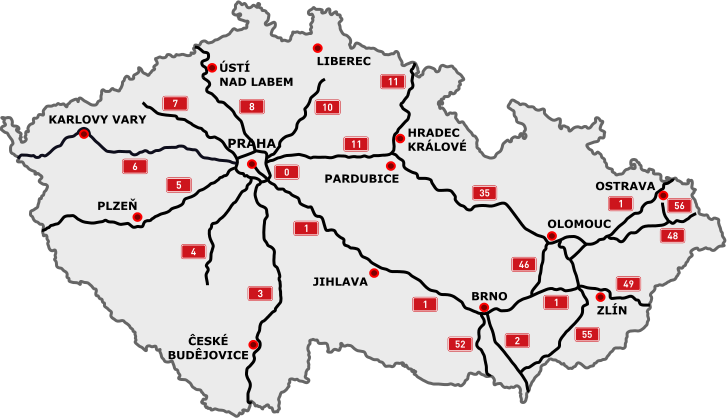 LIBEREC
ÚSTÍ
NAD LABEM
11
7
8
10
KARLOVY VARY
HRADEC
KRÁLOVÉ
PRAHA
11
6
0
PARDUBICE
5
35
OSTRAVA
1
56
PLZEŇ
1
OLOMOUC
48
4
46
JIHLAVA
49
3
BRNO
1
1
ZLÍN
ČESKÉ
BUDĚJOVICE
52
2
55